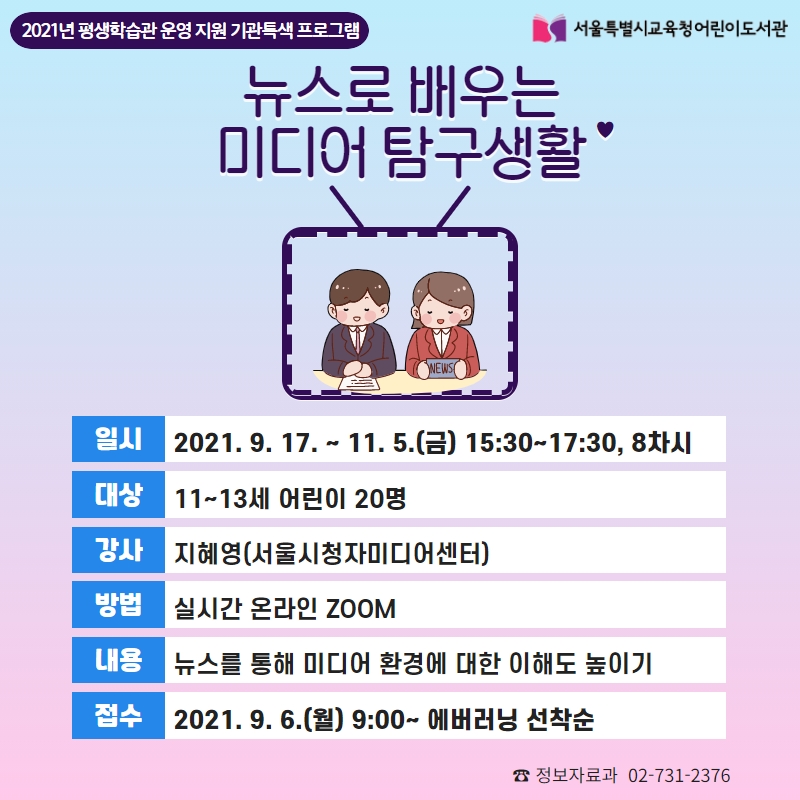 2021년 평생학습관 운영 지원 기관특색 프로그램
서울특별시교육청어린이도서관
뉴스로 배우는
미디어 탐구생활
NEWS
일시 2021. 9. 17. ~ 11. 5.(금) 15:30~17:30, 8차시
대상 11~13세 어린이 20명
강사 지혜영(서울시청자미디어센터)
방법 실시간 온라인 ZOOM
내용 뉴스를 통해 미디어 환경에 대한 이해도 높이기
접수 2021. 9. 6.(월) 9:00~ 에버러닝 선착순
☎ 정보자료과 02-731-2376